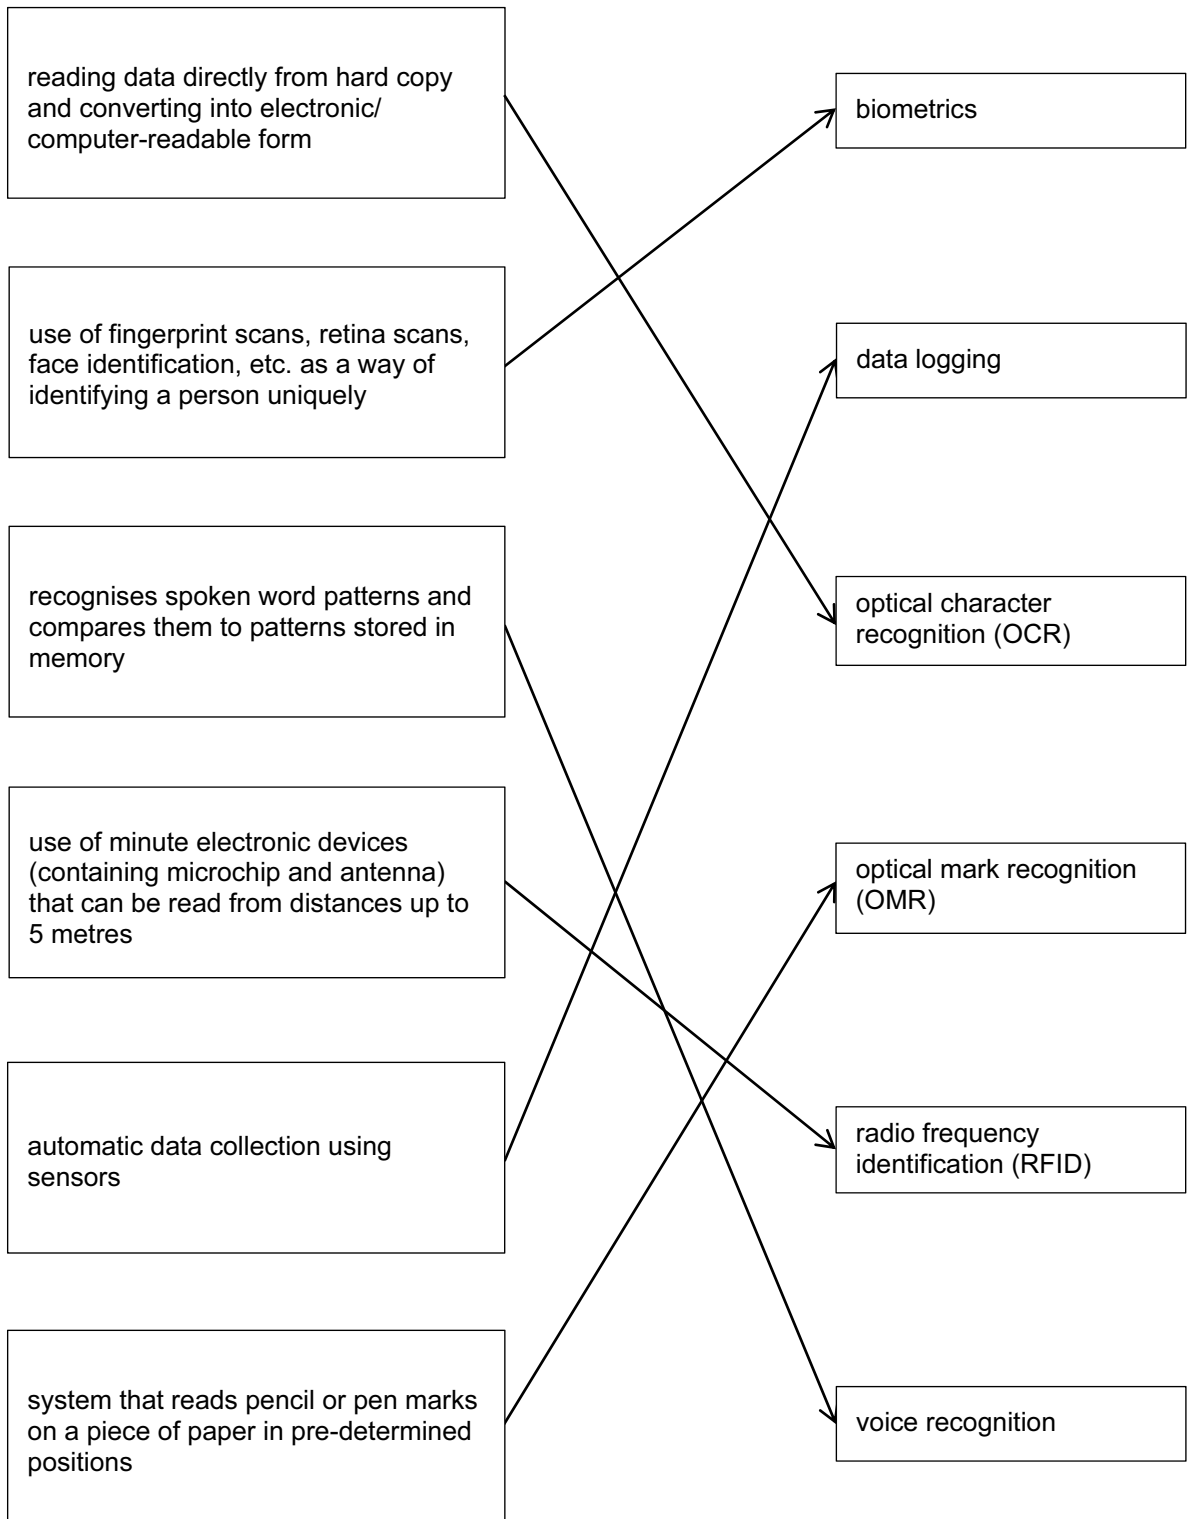 reading data directly from hard copy
and converting into electronic/
computer-readable form
biometrics
use of fingerprint scans, retina scans,
face identification, etc. as a way of
identifying a person uniquely
data logging
recognises spoken word patterns and
compares them to patterns stored in
memory
optical character
recognition (OCR)
use of minute electronic devices
(containing microchip and antenna)
that can be read from distances up to
5 metres
optical mark recognition
(OMR)
automatic data collection using
sensors
radio frequency
identification (RFID)
system that reads pencil or pen marks
on a piece of paper in pre-determined
positions
voice recognition